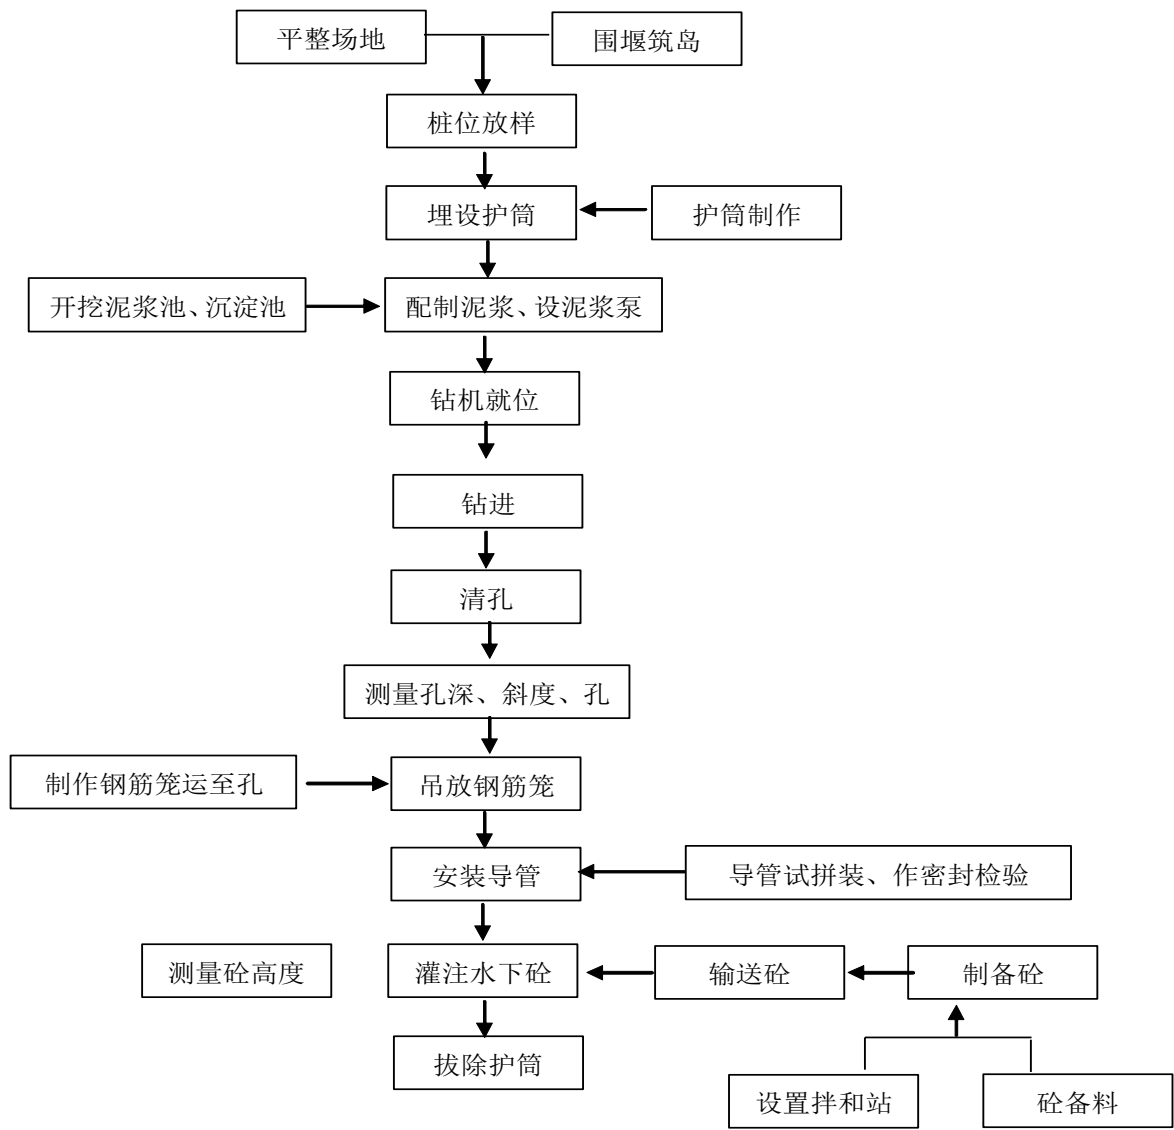 平整场地
围堰筑岛
桩位放样
埋设护筒
护筒制作
开挖泥浆池、沉淀池
配制泥浆、设泥浆泵
钻机就位
钻进
清孔
测量孔深、斜度、孔
制作钢筋笼运至孔
吊放钢筋笼
安装导管
导管试拼装、作密封检验
测量砼高度
灌注水下砼
输送砼
制备砼
拔除护筒
设置拌和站
砼备料